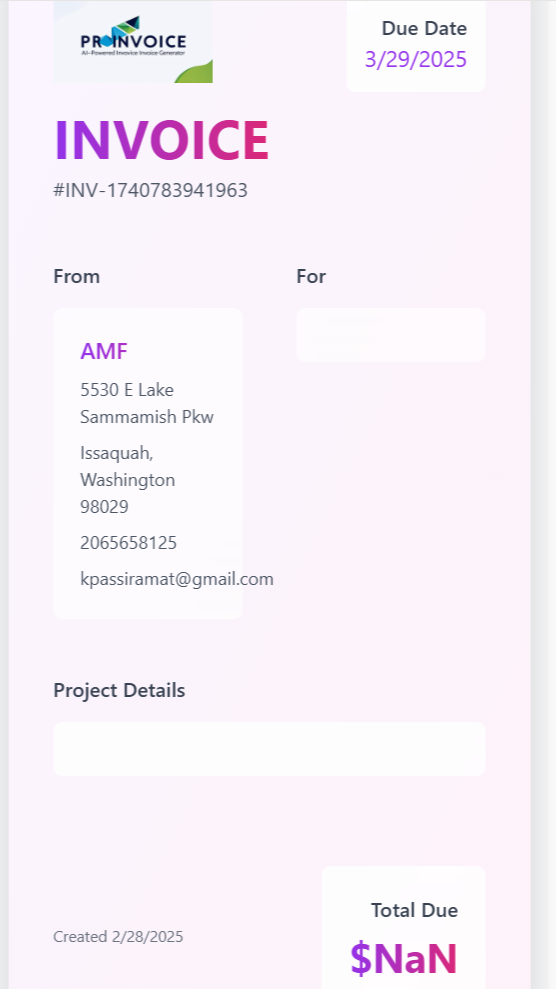 PROINVOICE
AI-Powered Invovice Invoice Generator
Due Date
3/29/2025
INVOICE
#INV-1740783941963
From
For
AMF
5530 E Lake
Sammamish Pkw
Issaquah,
Washington
98029
2065658125
kpassiramat@gmail.com
Project Details
Total Due
Created 2/28/2025
$NaN